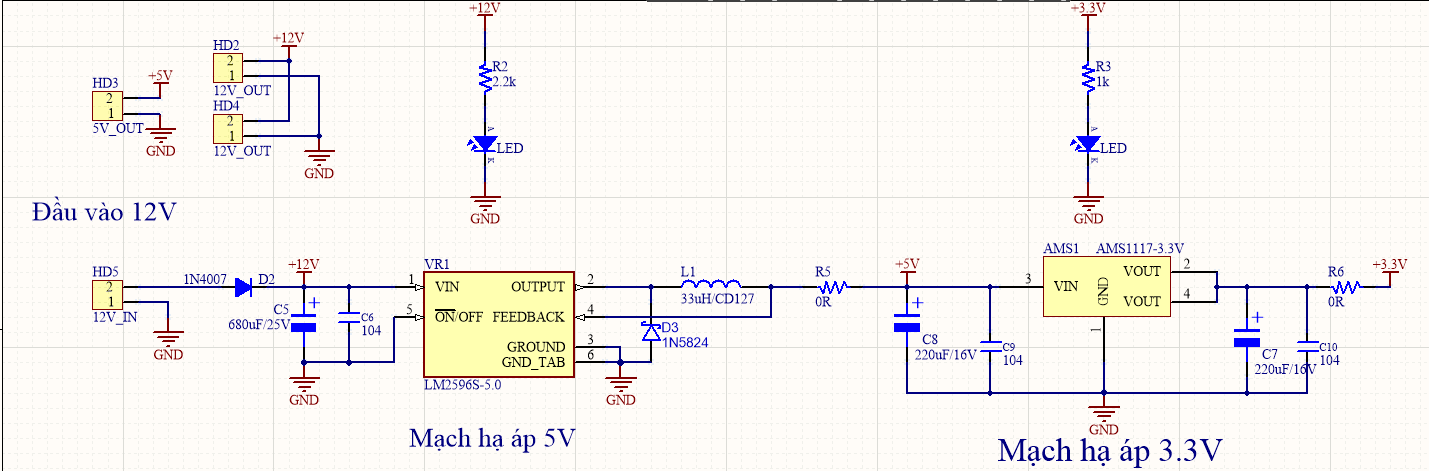 +12V
+3.3V
HD2
+12V
2
1
12V_OUT
HD3
+5V
2
1
5V_OUT
GND
HD4
2
1
12V_OUT
GND
R2
2.2k
A
LED
K
GND
R3
1k
A
LED
K
GND
Đầu vào 12V
HD5
2
1
12V_IN
GND
1N4007
D2
+12V
C5
+
680uF/25V
C6
104
GND
VR1
1
VIN
OUTPUT
2
5
ON/OFF
FEEDBACK
4
GROUND
3
GND_TAB
6
LM2596S-5.0
GND
L1
33uH/CD127
D3
1N5824
R5
0R
+5V
+
C8
220uF/16V
C9
104
AMS1
AMS1117-3.3V
3
VIN
GND
VOUT
2
VOUT
4
1
GND
+
C7
220uF/16V
C10
104
R6
0R
+3.3V
Mạch hạ áp 5V
Mạch hạ áp 3.3V